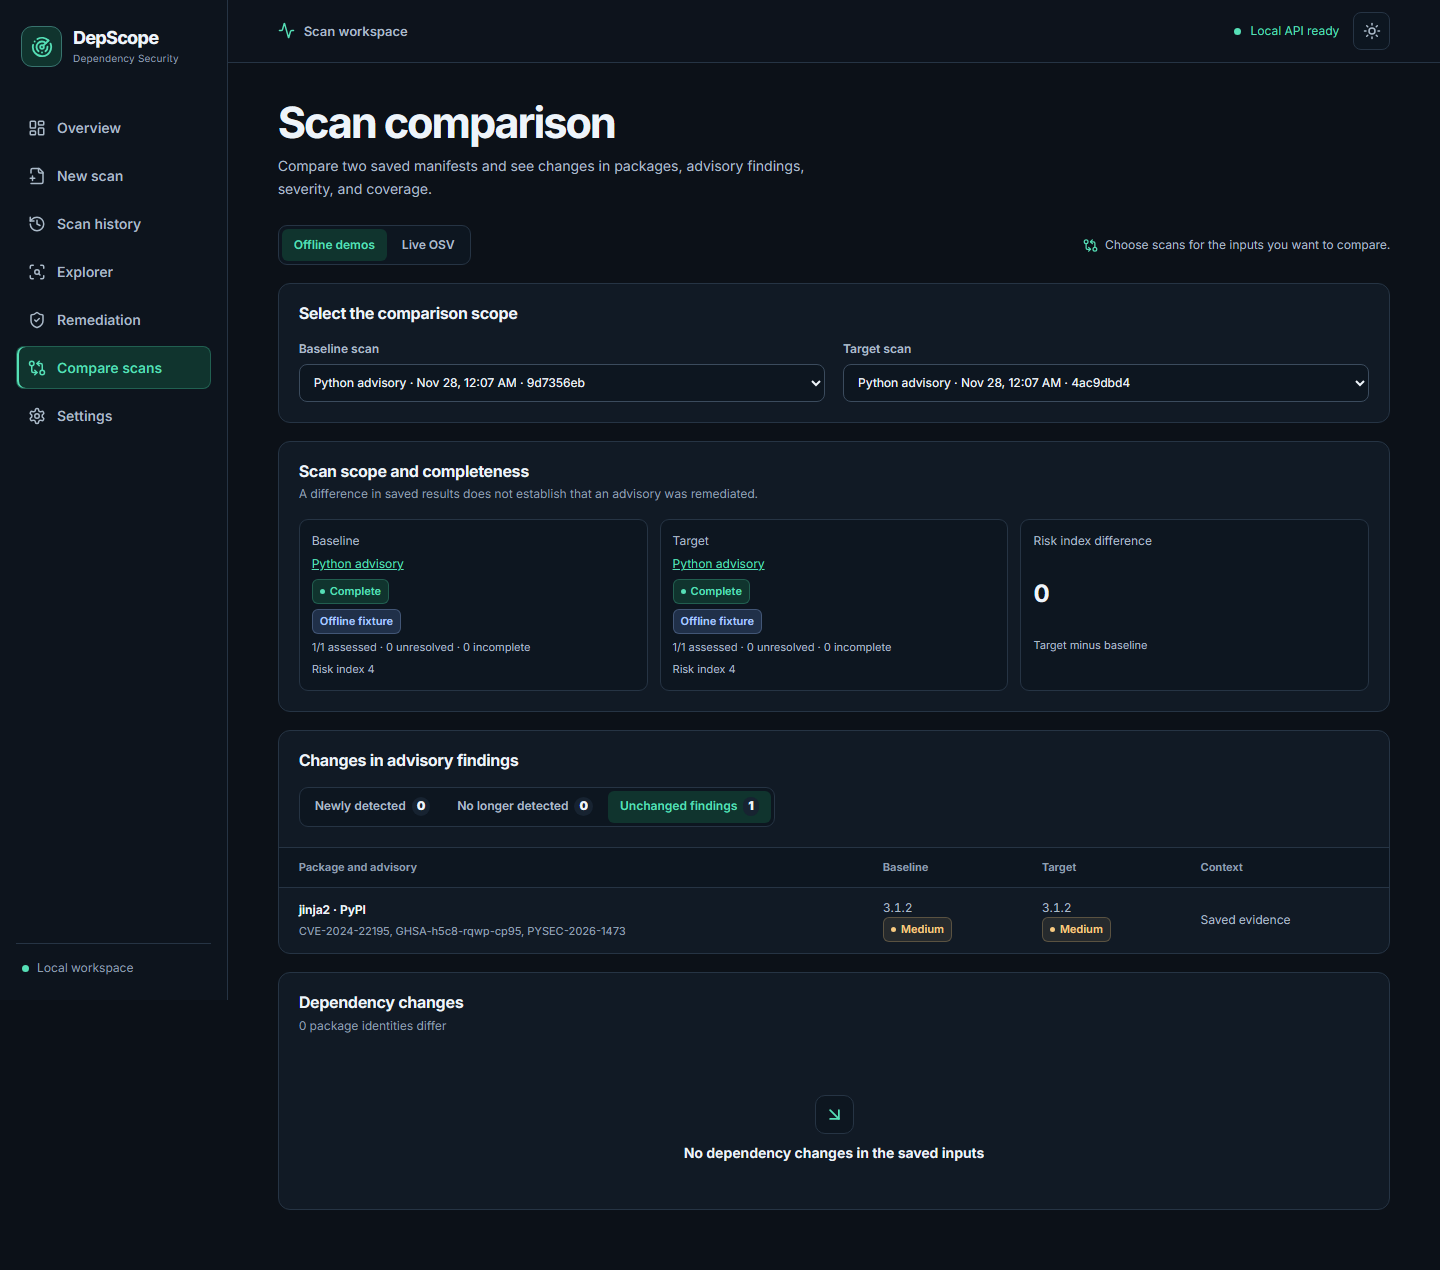 DepScope
Dependency Security
Overview
New scan
Scan history
Explorer
Remediation
Compare scans
Settings
Local workspace
Scan workspace
Local API ready
Scan comparison
Compare two saved manifests and see changes in packages, advisory findings,
severity, and coverage.
Offline demos
Live OSV
Choose scans for the inputs you want to compare.
Select the comparison scope
Baseline scan
Target scan
Python advisory · Nov 28, 12:07 AM · 9d7356eb
Python advisory · Nov 28, 12:07 AM · 4ac9dbd4
Scan scope and completeness
A difference in saved results does not establish that an advisory was remediated.
Baseline
Python advisory
Complete
Offline fixture
1/1 assessed · 0 unresolved · 0 incomplete
Risk index 4
Target
Python advisory
Complete
Offline fixture
1/1 assessed · 0 unresolved · 0 incomplete
Risk index 4
Risk index difference
0
Target minus baseline
Changes in advisory findings
Newly detected 0
No longer detected 0
Unchanged findings 1
Package and advisory
Baseline
Target
Context
jinja2 · PyPI
CVE-2024-22195, GHSA-h5c8-rqwp-cp95, PYSEC-2026-1473
3.1.2
Medium
3.1.2
Medium
Saved evidence
Dependency changes
0 package identities differ
No dependency changes in the saved inputs